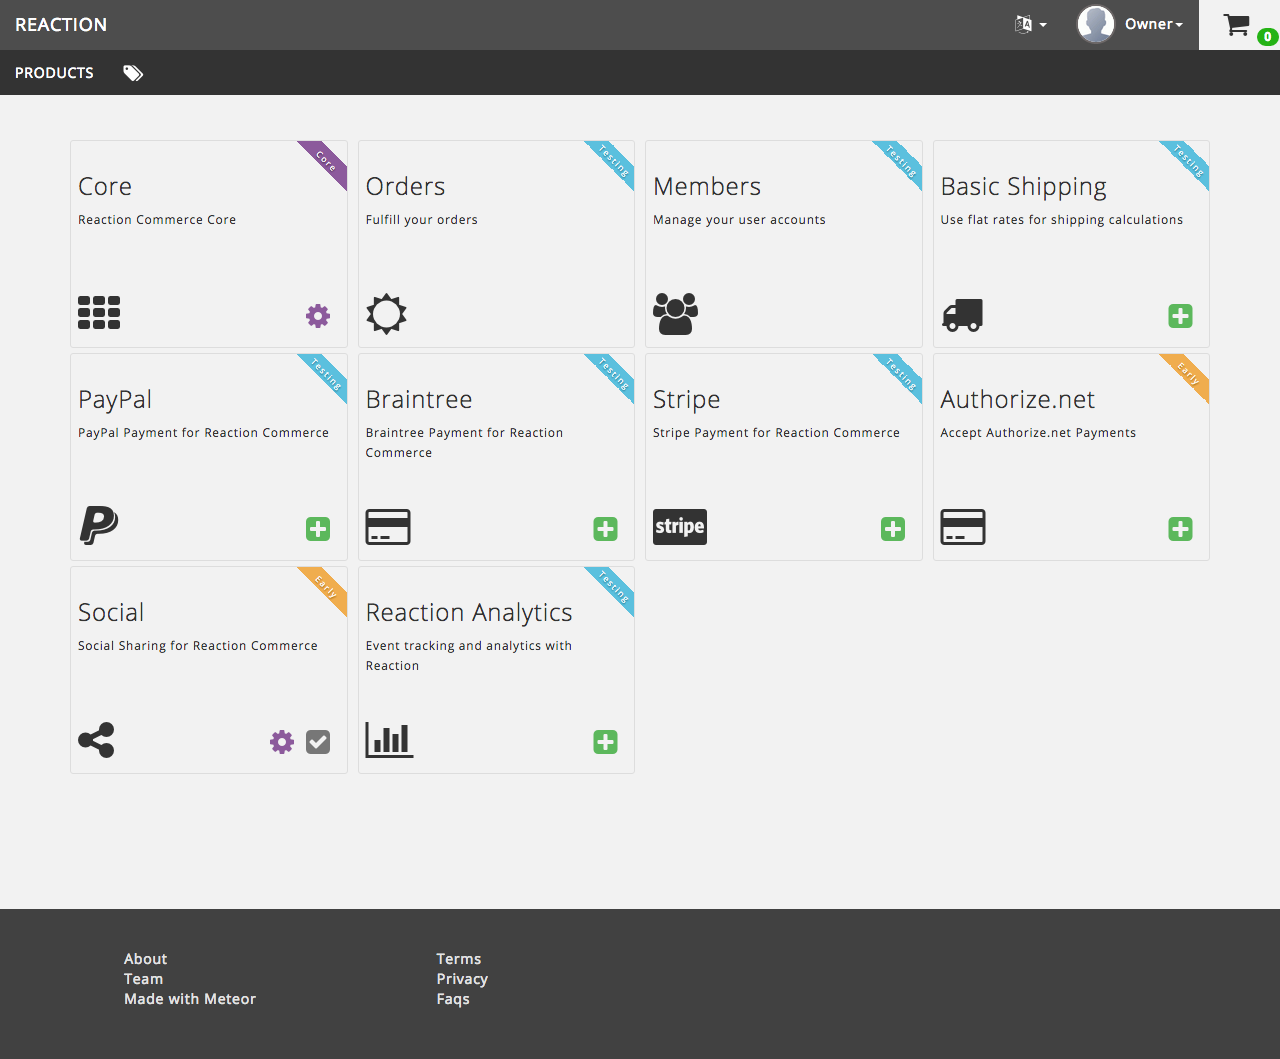 REACTION
Owner
0
PRODUCTS
Core
Core
Reaction Commerce Core
Testing
Orders
Fulfill your orders
Testing
Members
Manage your user accounts
Testing
Basic Shipping
Use flat rates for shipping calculations
Testing
PayPal
PayPal Payment for Reaction Commerce
Testing
Braintree
Braintree Payment for Reaction
Commerce
Testing
Stripe
Stripe Payment for Reaction Commerce
stripe
Early
Authorize.net
Accept Authorize.net Payments
Early
Social
Social Sharing for Reaction Commerce
Testing
Reaction Analytics
Event tracking and analytics with
Reaction
About
Team
Made with Meteor
Terms
Privacy
Faqs